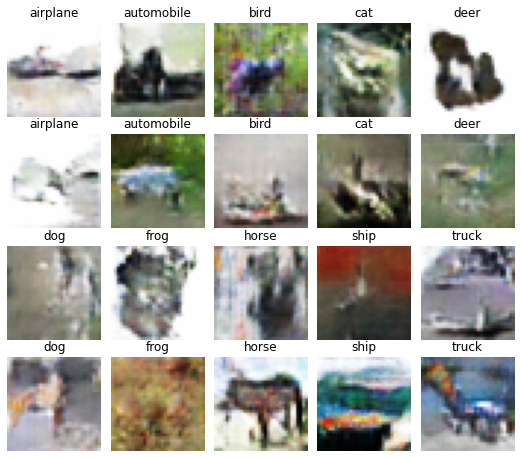 airplane automobile bird cat deer
airplane automobile bird cat deer
dog frog horse ship truck
dog frog horse ship truck